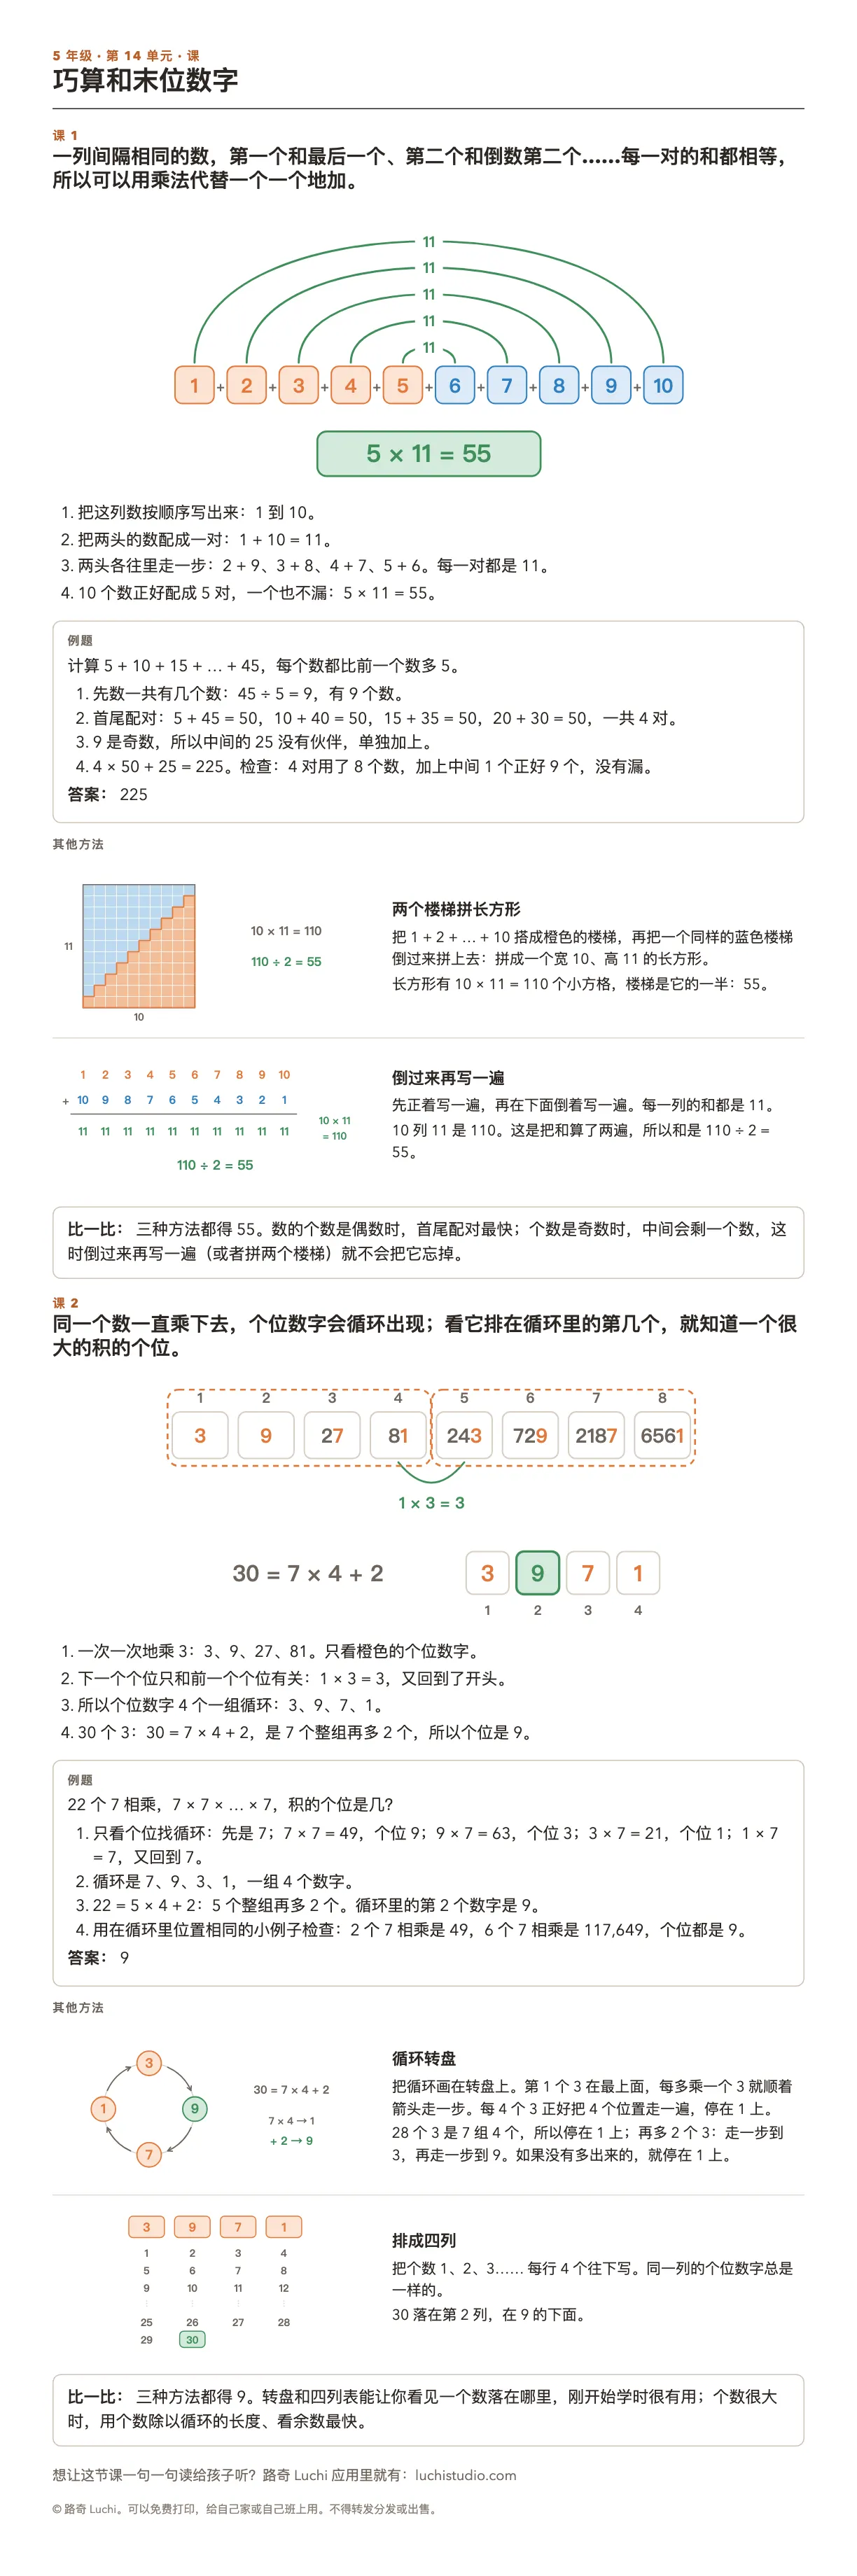 5 年级 · 第 14 单元 · 课
巧算和末位数字
课 1
一列间隔相同的数，第一个和最后一个、第二个和倒数第二个……每一对的和都相等，
所以可以用乘法代替一个一个地加。
11
11
11
11
11
1 + 2 + 3 + 4 + 5 + 6 + 7 + 8 + 9 + 10
5 × 11 = 55
1. 把这列数按顺序写出来：1 到 10。
2. 把两头的数配成一对：1 + 10 = 11。
3. 两头各往里走一步：2 + 9、3 + 8、4 + 7、5 + 6。每一对都是 11。
4. 10 个数正好配成 5 对，一个也不漏：5 × 11 = 55。
例题
计算 5 + 10 + 15 + … + 45，每个数都比前一个数多 5。
1. 先数一共有几个数：45 ÷ 5 = 9，有 9 个数。
2. 首尾配对：5 + 45 = 50，10 + 40 = 50，15 + 35 = 50，20 + 30 = 50，一共 4 对。
3. 9 是奇数，所以中间的 25 没有伙伴，单独加上。
4. 4 × 50 + 25 = 225。检查：4 对用了 8 个数，加上中间 1 个正好 9 个，没有漏。
答案： 225
其他方法
11
10
10 × 11 = 110
110 ÷ 2 = 55
两个楼梯拼长方形
把 1 + 2 + … + 10 搭成橙色的楼梯，再把一个同样的蓝色楼梯
倒过来拼上去：拼成一个宽 10、高 11 的长方形。
长方形有 10 × 11 = 110 个小方格，楼梯是它的一半：55。
1 2 3 4 5 6 7 8 9 10
+ 10 9 8 7 6 5 4 3 2 1
11 11 11 11 11 11 11 11 11 11
10 × 11
= 110
110 ÷ 2 = 55
倒过来再写一遍
先正着写一遍，再在下面倒着写一遍。每一列的和都是 11。
10 列 11 是 110。这是把和算了两遍，所以和是 110 ÷ 2 =
55。
比一比： 三种方法都得 55。数的个数是偶数时，首尾配对最快；个数是奇数时，中间会剩一个数，这
时倒过来再写一遍（或者拼两个楼梯）就不会把它忘掉。
课 2
同一个数一直乘下去，个位数字会循环出现；看它排在循环里的第几个，就知道一个很
大的积的个位。
1 2 3 4 5 6 7 8
3 9 27 81 243 729 2187 6561
1 × 3 = 3
30 = 7 × 4 + 2
3 9 7 1
1 2 3 4
1. 一次一次地乘 3：3、9、27、81。只看橙色的个位数字。
2. 下一个个位只和前一个个位有关：1 × 3 = 3，又回到了开头。
3. 所以个位数字 4 个一组循环：3、9、7、1。
4. 30 个 3：30 = 7 × 4 + 2，是 7 个整组再多 2 个，所以个位是 9。
例题
22 个 7 相乘，7 × 7 × … × 7，积的个位是几？
1. 只看个位找循环：先是 7；7 × 7 = 49，个位 9；9 × 7 = 63，个位 3；3 × 7 = 21，个位 1；1 × 7
= 7，又回到 7。
2. 循环是 7、9、3、1，一组 4 个数字。
3. 22 = 5 × 4 + 2：5 个整组再多 2 个。循环里的第 2 个数字是 9。
4. 用在循环里位置相同的小例子检查：2 个 7 相乘是 49，6 个 7 相乘是 117,649，个位都是 9。
答案： 9
其他方法
3
1
9
7
30 = 7 × 4 + 2
7 × 4 → 1
+ 2 → 9
循环转盘
把循环画在转盘上。第 1 个 3 在最上面，每多乘一个 3 就顺着
箭头走一步。每 4 个 3 正好把 4 个位置走一遍，停在 1 上。
28 个 3 是 7 组 4 个，所以停在 1 上；再多 2 个 3：走一步到
3，再走一步到 9。如果没有多出来的，就停在 1 上。
3 9 7 1
1 2 3 4
5 6 7 8
9 10 11 12
⋮ ⋮ ⋮ ⋮
25 26 27 28
29 30
排成四列
把个数 1、2、3…… 每行 4 个往下写。同一列的个位数字总是
一样的。
30 落在第 2 列，在 9 的下面。
比一比： 三种方法都得 9。转盘和四列表能让你看见一个数落在哪里，刚开始学时很有用；个数很大
时，用个数除以循环的长度、看余数最快。
想让这节课一句一句读给孩子听？路奇 Luchi 应用里就有：luchistudio.com
© 路奇 Luchi。可以免费打印，给自己家或自己班上用。不得转发分发或出售。